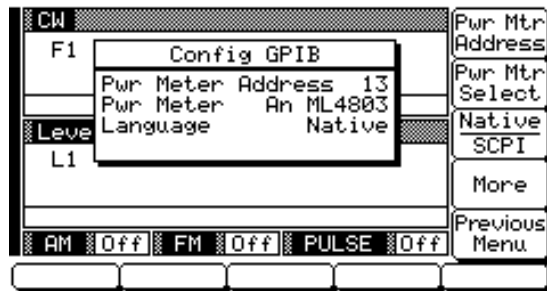 CW
F1
Config GPIB
Pwr Meter Address 13
Pwr Meter An ML4803
Language Native
Leve
L1
AM Off FM Off PULSE Off
Pwr Mtr
Address
Pwr Mtr
Select
Native
SCPI
More
Previous
Menu